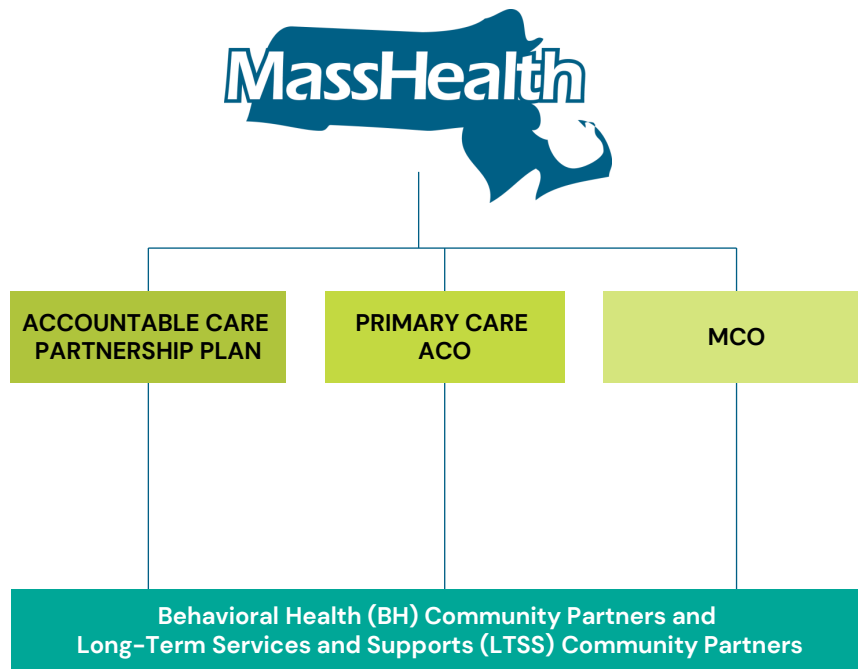 MassHealth
ACCOUNTABLE CARE
PARTNERSHIP PLAN
PRIMARY CARE
ACO
MCO
Behavioral Health (BH) Community Partners and
Long-Term Services and Supports (LTSS) Community Partners